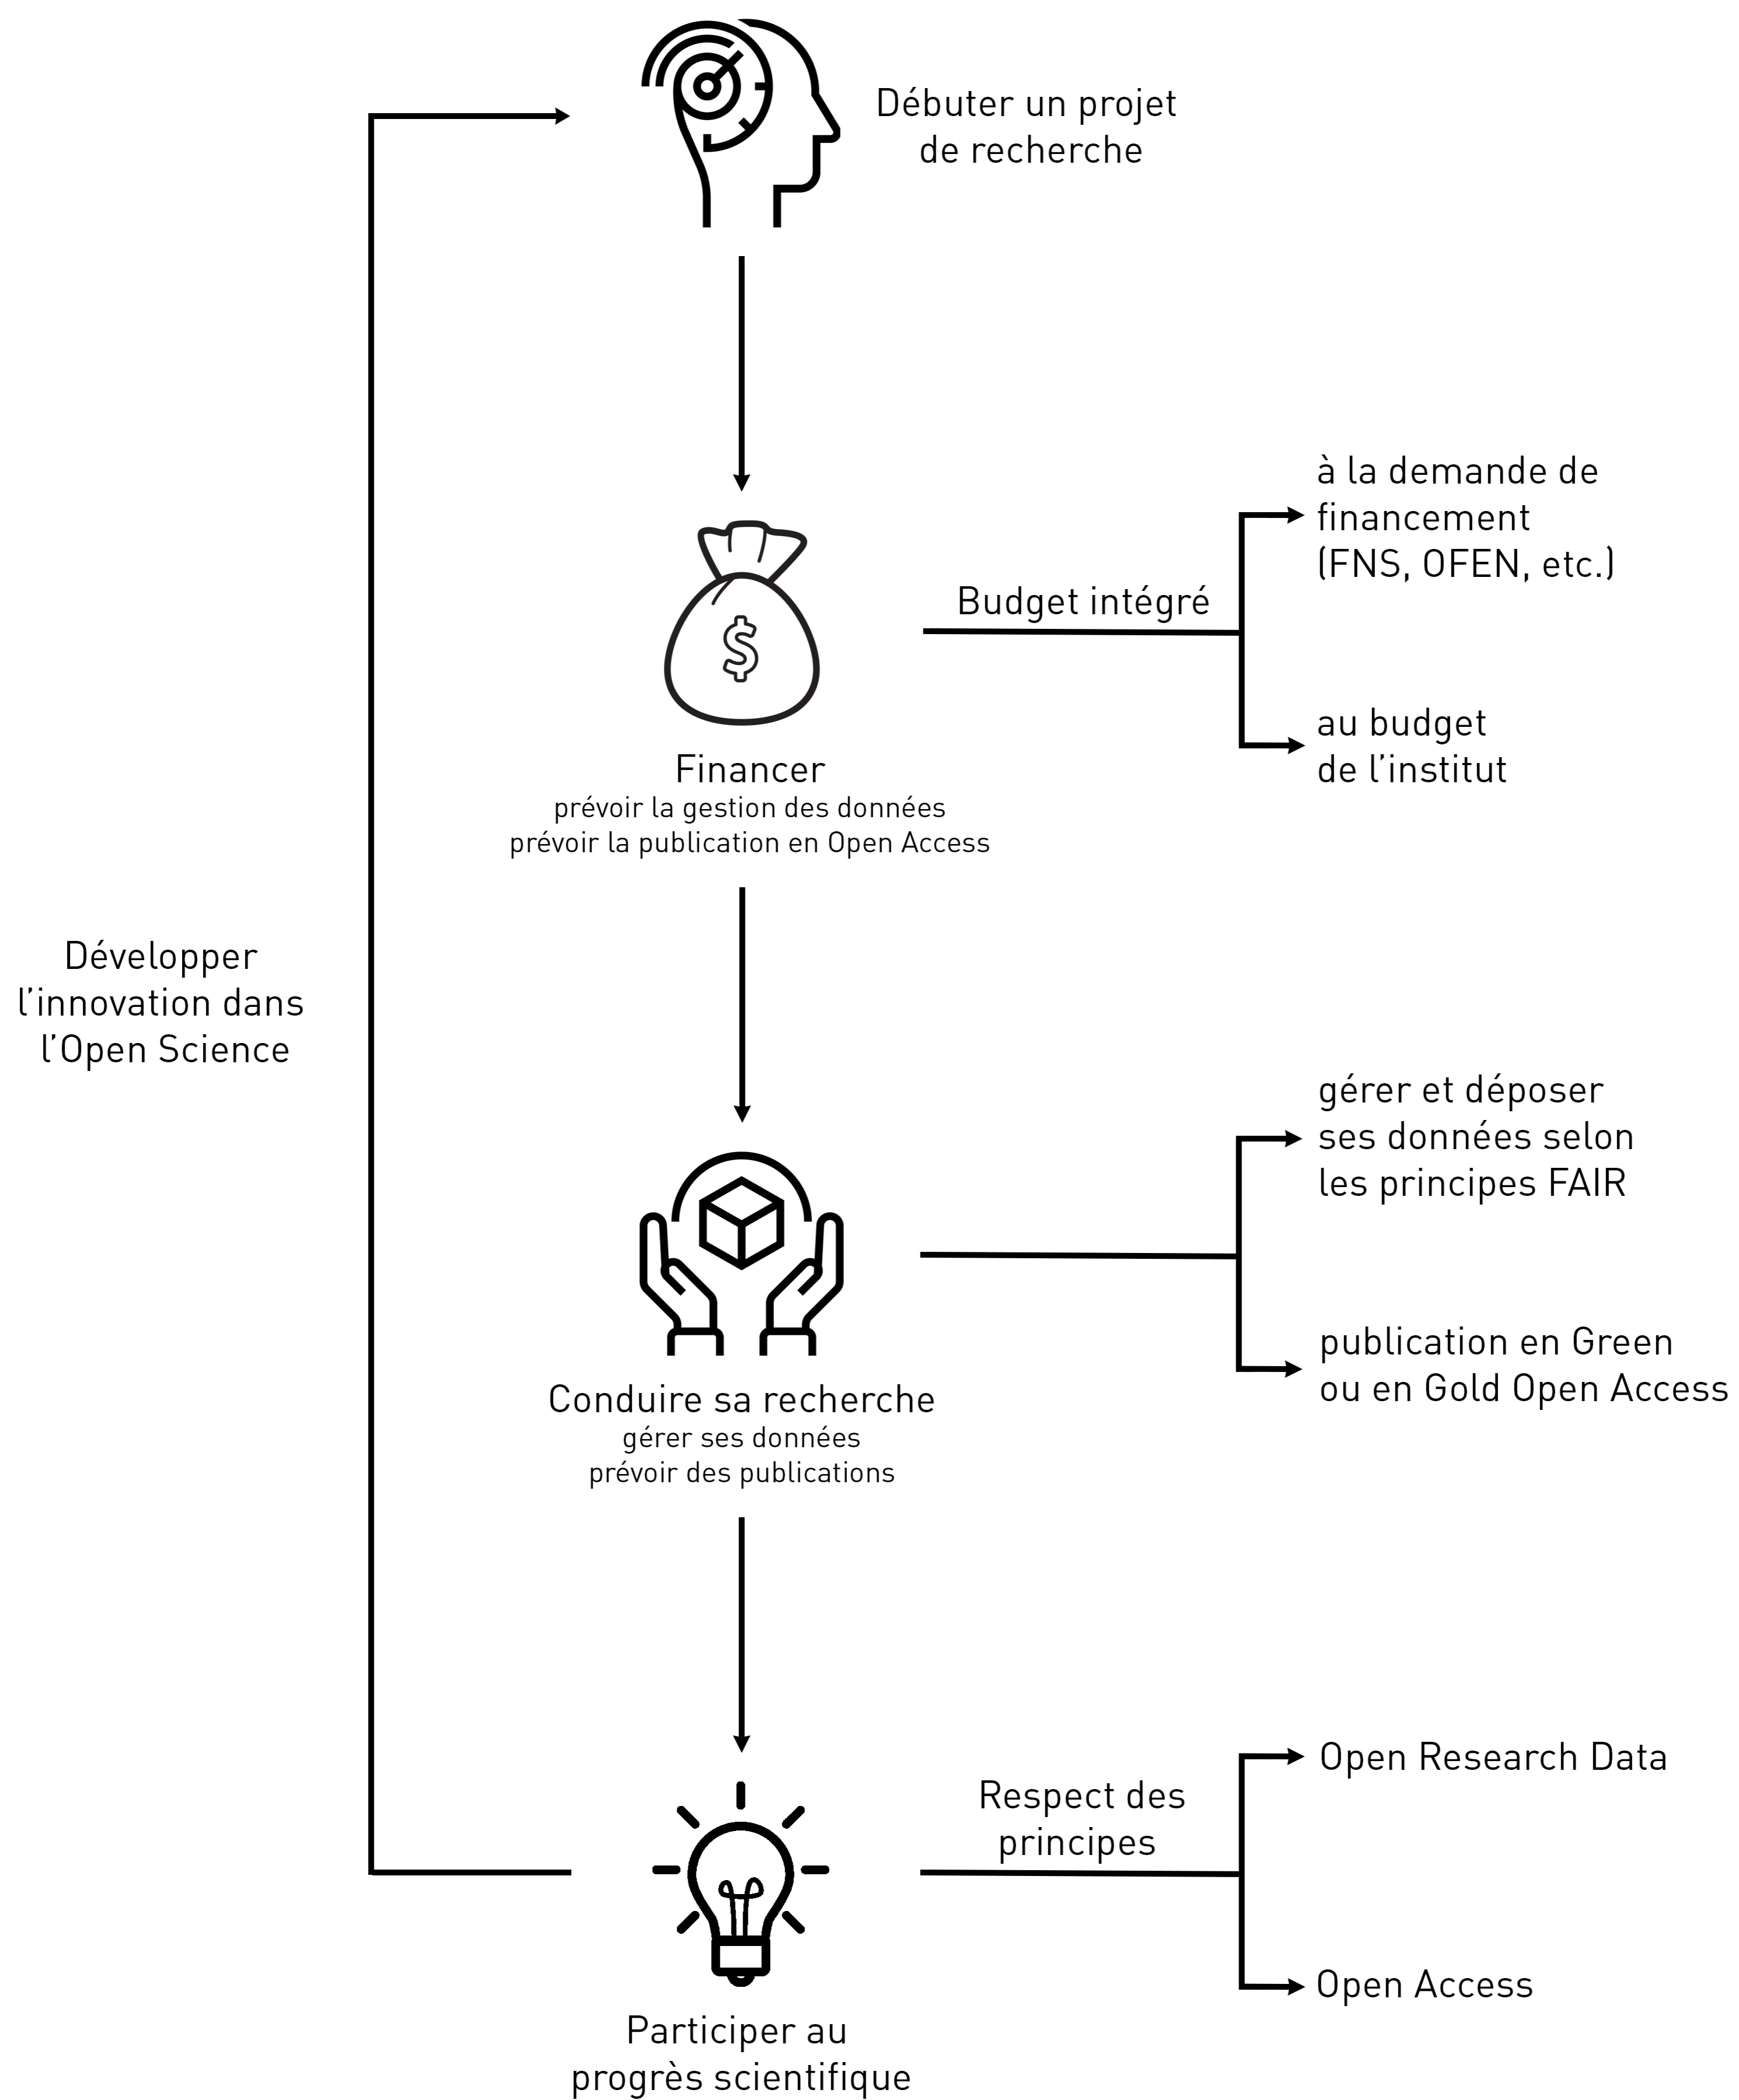 Débuter un projet
de recherche
à la demande de
financement
(FNS, OFEN, etc.)
Budget intégré
au budget
de l'institut
Financer
prévoir la gestion des données
prévoir la publication en Open Access
Développer
l'innovation dans
l'Open Science
gérer et déposer
ses données selon
les principes FAIR
publication en Green
ou en Gold Open Access
Conduire sa recherche
gérer ses données
prévoir des publications
Open Research Data
Respect des
principes
Open Access
Participer au
progrès scientifique